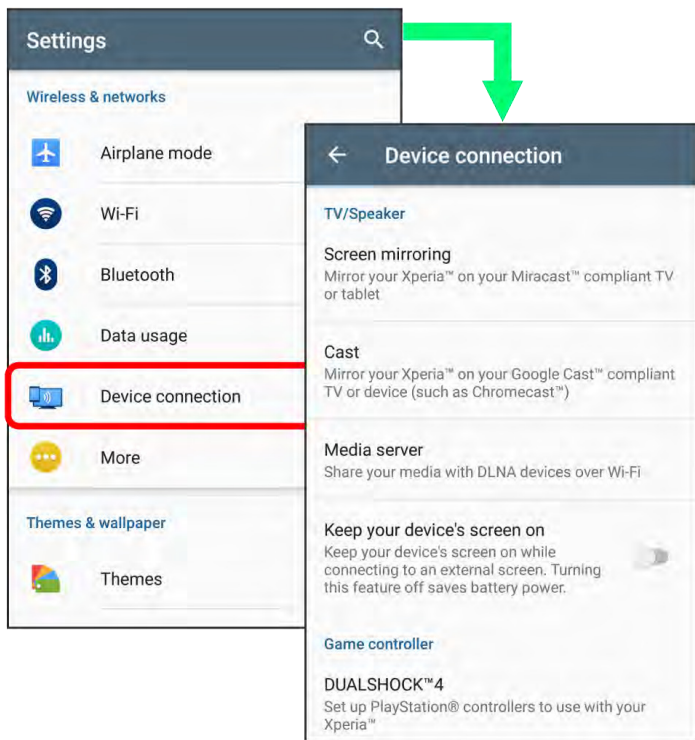 Settings
Wireless & networks
Airplane mode
Wi-Fi
Bluetooth
Data usage
Device connection
More
Themes & wallpaper
Themes
Device connection
TV/Speaker
Screen mirroring
Mirror your Xperia™ on your Miracast™ compliant TV
or tablet
Cast
Mirror your Xperia™ on your Google Cast™ compliant
TV or device (such as Chromecast™)
Media server
Share your media with DLNA devices over Wi-Fi
Keep your device's screen on
Keep your device's screen on while
connecting to an external screen. Turning
this feature off saves battery power.
Game controller
DUALSHOCK™4
Set up PlayStation® controllers to use with your
Xperia™